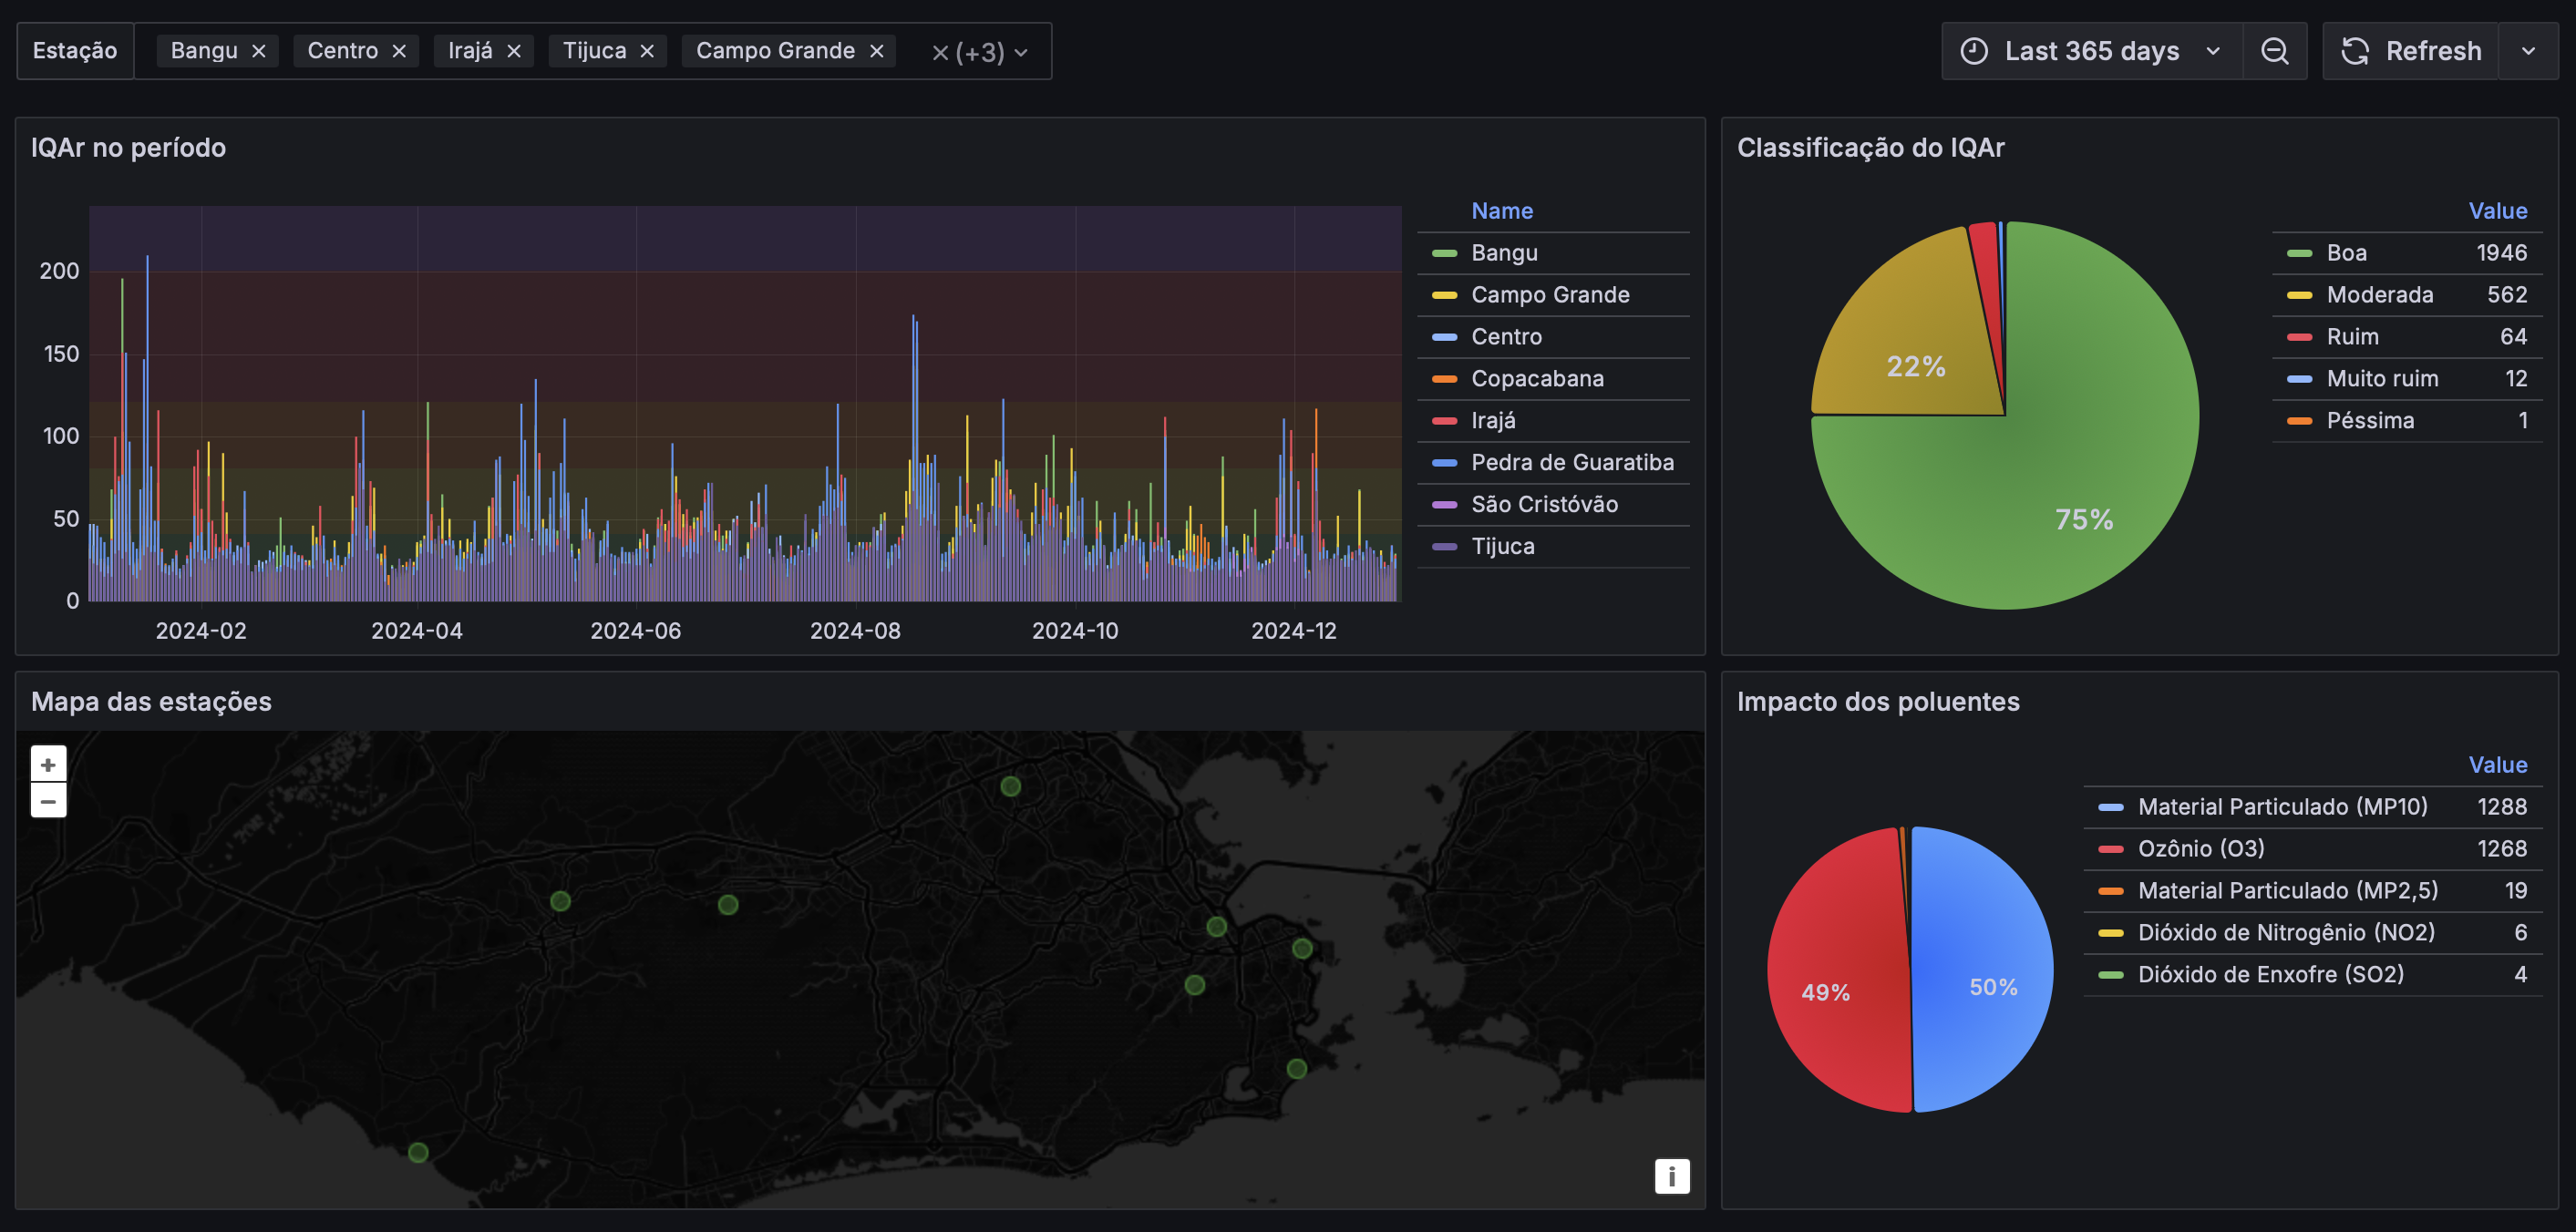 Estação Bangu Centro Irajá Tijuca Campo Grande (+3) Last 365 days Refresh
IQAr no período
200
150
100
50
0
2024-02 2024-04 2024-06 2024-08 2024-10 2024-12
Name
Bangu
Campo Grande
Centro
Copacabana
Irajá
Pedra de Guaratiba
São Cristóvão
Tijuca
Classificação do IQAr
22%
75%
Value
Boa 1946
Moderada 562
Ruim 64
Muito ruim 12
Péssima 1
Mapa das estações
+
−
i
Impacto dos poluentes
49% 50%
Value
Material Particulado (MP10) 1288
Ozônio (O3) 1268
Material Particulado (MP2,5) 19
Dióxido de Nitrogênio (NO2) 6
Dióxido de Enxofre (SO2) 4